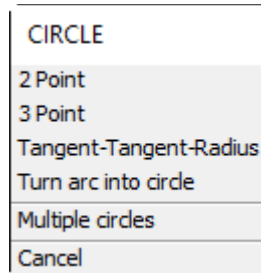 CIRCLE
2 Point
3 Point
Tangent-Tangent-Radius
Turn arc into circle
Multiple circles
Cancel